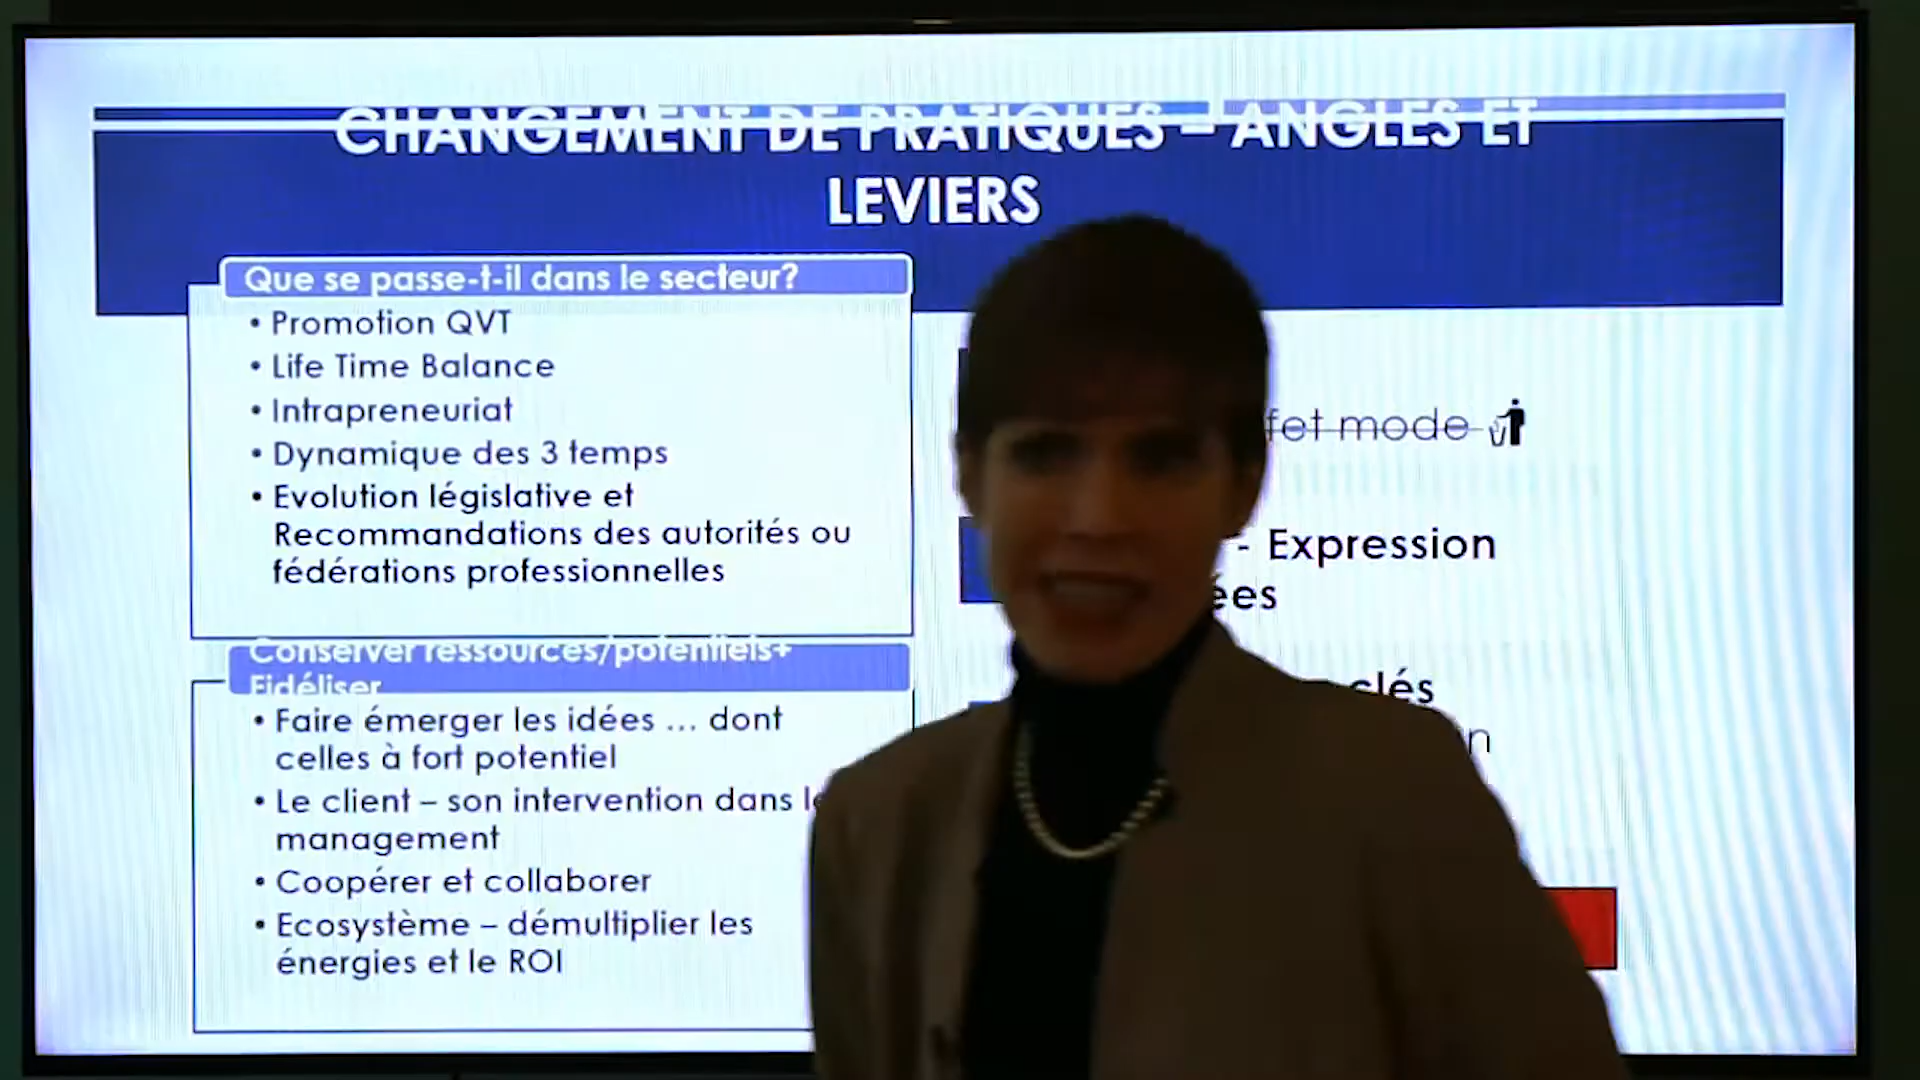 CHANGEMENT DE PRATIQUES – ANGLES ET
LEVIERS
Que se passe-t-il dans le secteur?
• Promotion QVT
• Life Time Balance
• Intrapreneuriat
• Dynamique des 3 temps
• Evolution législative et
Recommandations des autorités ou
fédérations professionnelles
Conserver ressources/potentiels+
Fidéliser
• Faire émerger les idées ... dont
celles à fort potentiel
• Le client – son intervention dans
management
• Coopérer et collaborer
• Ecosystème – démultiplier les
énergies et le ROI
mode
- Expression
clés